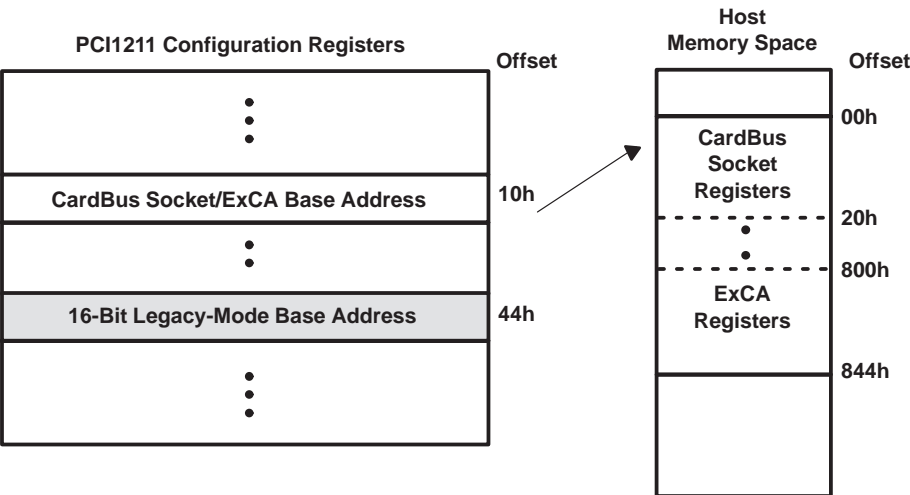 PCI1211 Configuration Registers
Offset
CardBus Socket/ExCA Base Address
10h
16-Bit Legacy-Mode Base Address
44h
Host
Memory Space
Offset
00h
CardBus
Socket
Registers
20h
800h
ExCA
Registers
844h